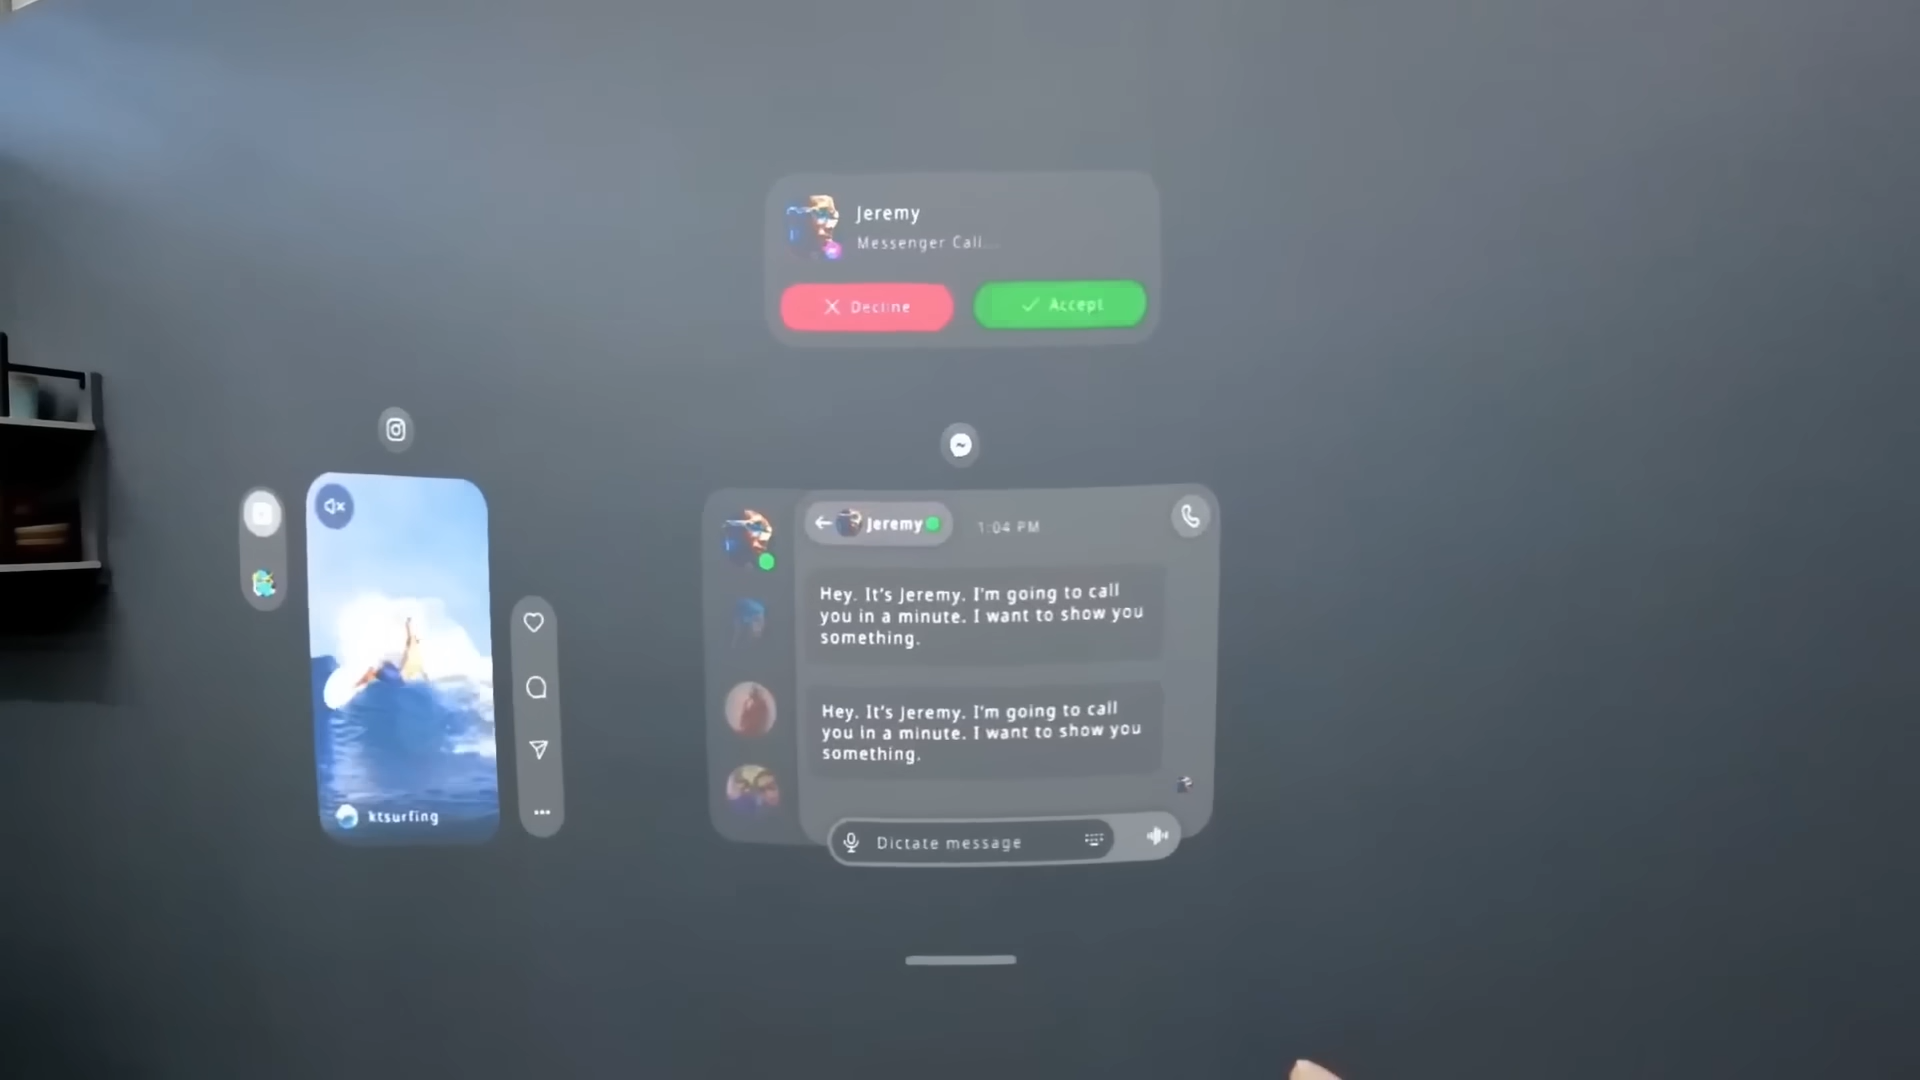 Jeremy
Messenger Call...
Decline
Accept
Jeremy
1:04 PM
Hey. It's Jeremy. I'm going to call
you in a minute. I want to show you
something.
Hey. It's Jeremy. I'm going to call
you in a minute. I want to show you
something.
ktsurfing
Dictate message